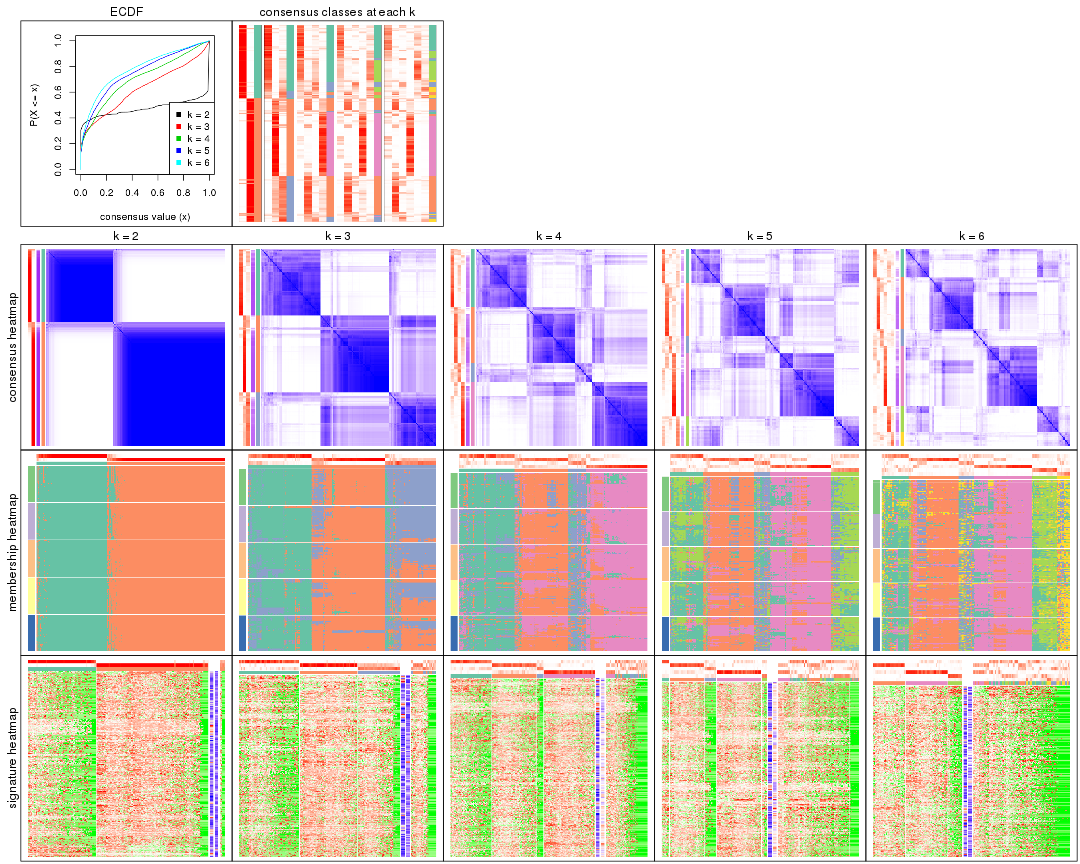 ECDF
consensus classes at each k
P(X <= x)
0.0 0.2 0.4 0.6 0.8 1.0
k = 2
k = 3
k = 4
k = 5
k = 6
0.0 0.2 0.4 0.6 0.8 1.0
consensus value (x)
k = 2
k = 3
k = 4
k = 5
k = 6
consensus heatmap
membership heatmap
signature heatmap